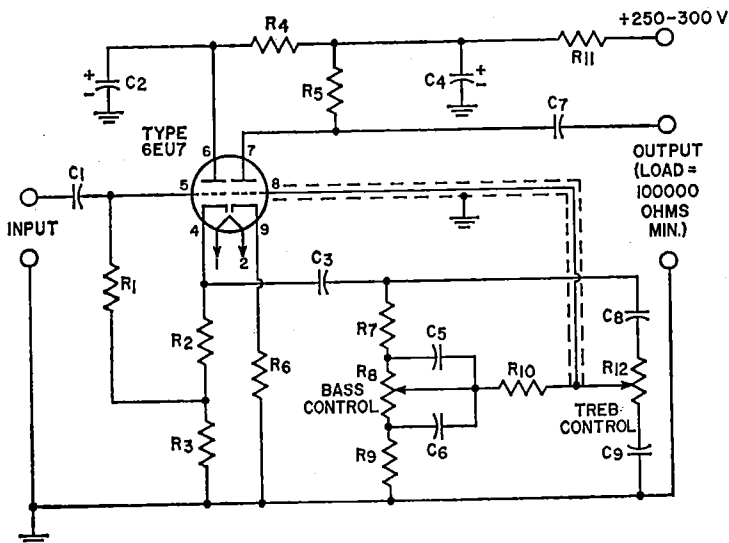 R4
+250-300 V
R11
+
-
C2
C4
+
-
R5
C7
TYPE
6EU7
6
7
C1
5
8
OUTPUT
(LOAD =
100000
OHMS
MIN.)
INPUT
4
9
1
2
C3
R1
R7
C8
R2
C5
R6
R8
BASS
CONTROL
R10
R12
TREB.
CONTROL
R3
C6
R9
C9